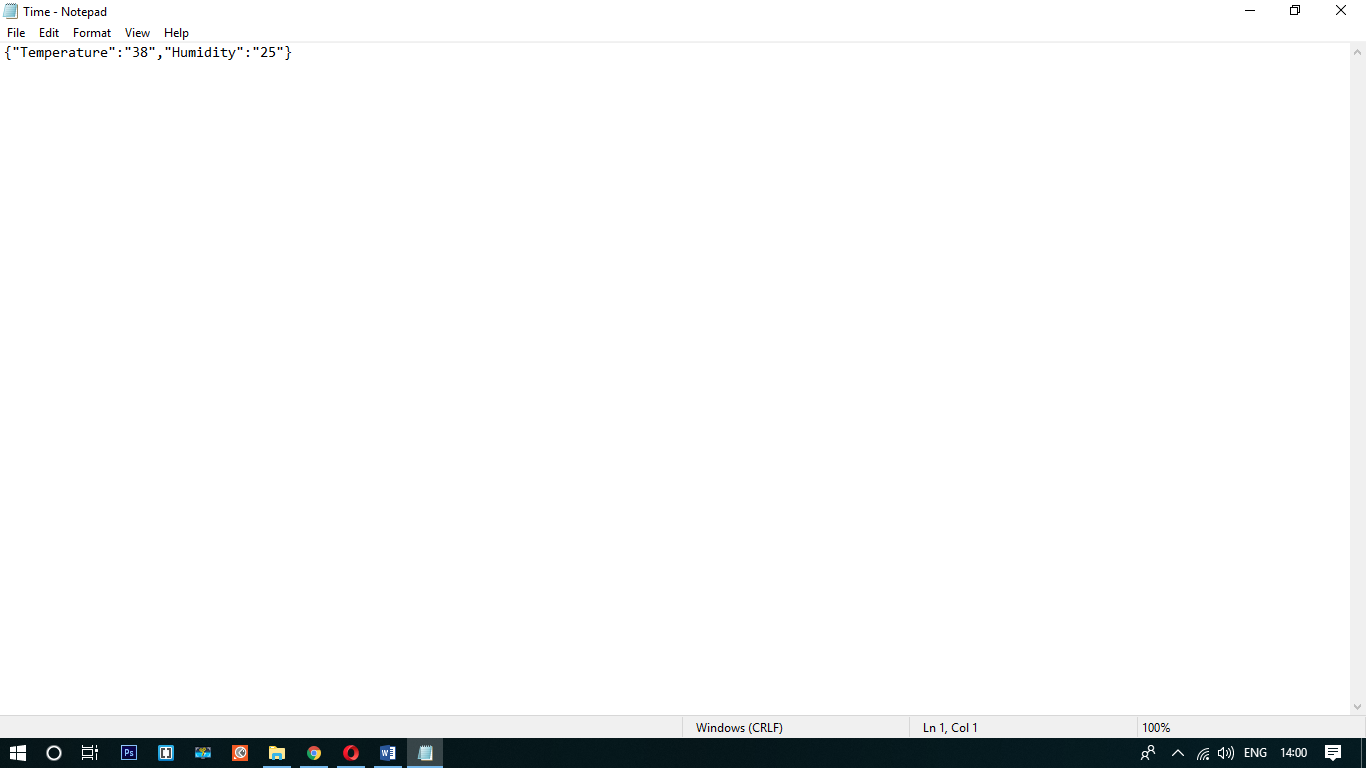 Time - Notepad
File Edit Format View Help
{"Temperature":"38","Humidity":"25"}
Windows (CRLF) Ln 1, Col 1 100%
Ps ENG 14:00